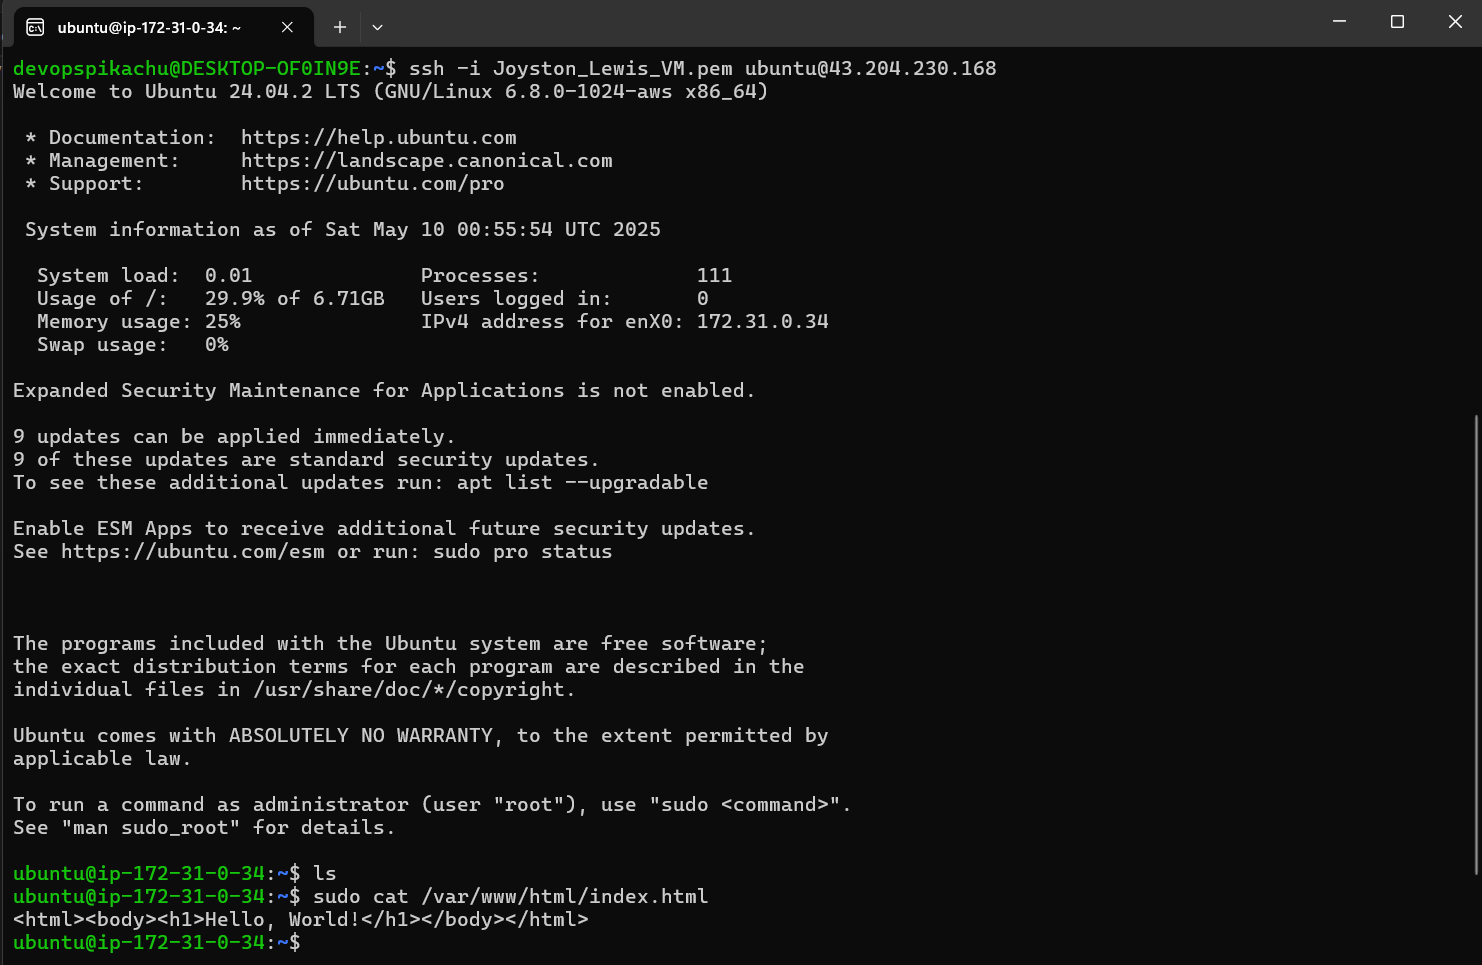 ubuntu@ip-172-31-0-34: ~
devopspikachu@DESKTOP-OF0IN9E:~$ ssh -i Joyston_Lewis_VM.pem ubuntu@43.204.230.168
Welcome to Ubuntu 24.04.2 LTS (GNU/Linux 6.8.0-1024-aws x86_64)
* Documentation:  https://help.ubuntu.com
* Management:     https://landscape.canonical.com
* Support:        https://ubuntu.com/pro
System information as of Sat May 10 00:55:54 UTC 2025
System load:  0.01              Processes:             111
Usage of /:   29.9% of 6.71GB   Users logged in:       0
Memory usage: 25%               IPv4 address for enX0: 172.31.0.34
Swap usage:   0%
Expanded Security Maintenance for Applications is not enabled.
9 updates can be applied immediately.
9 of these updates are standard security updates.
To see these additional updates run: apt list --upgradable
Enable ESM Apps to receive additional future security updates.
See https://ubuntu.com/esm or run: sudo pro status
The programs included with the Ubuntu system are free software;
the exact distribution terms for each program are described in the
individual files in /usr/share/doc/*/copyright.
Ubuntu comes with ABSOLUTELY NO WARRANTY, to the extent permitted by
applicable law.
To run a command as administrator (user "root"), use "sudo <command>".
See "man sudo_root" for details.
ubuntu@ip-172-31-0-34:~$ ls
ubuntu@ip-172-31-0-34:~$ sudo cat /var/www/html/index.html
<html><body><h1>Hello, World!</h1></body></html>
ubuntu@ip-172-31-0-34:~$